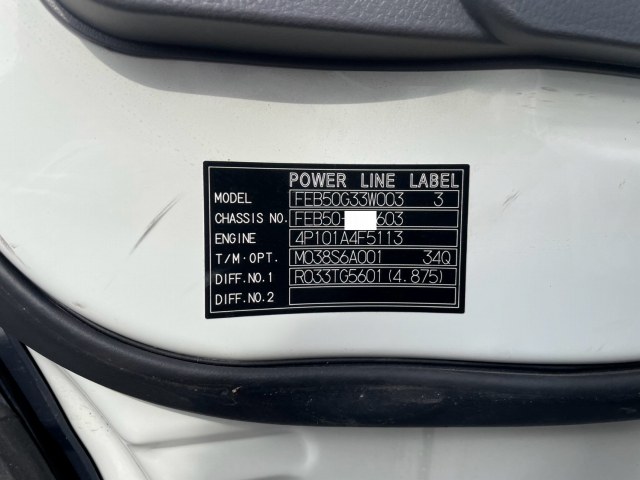 POWER LINE LABEL
MODEL FEB50G33W003 3
CHASSIS NO. FEB50- 603
ENGINE 4P101A4F5113
T/M·OPT. M038S6A001 34Q
DIFF.NO.1 R033TG5601(4.875)
DIFF.NO.2